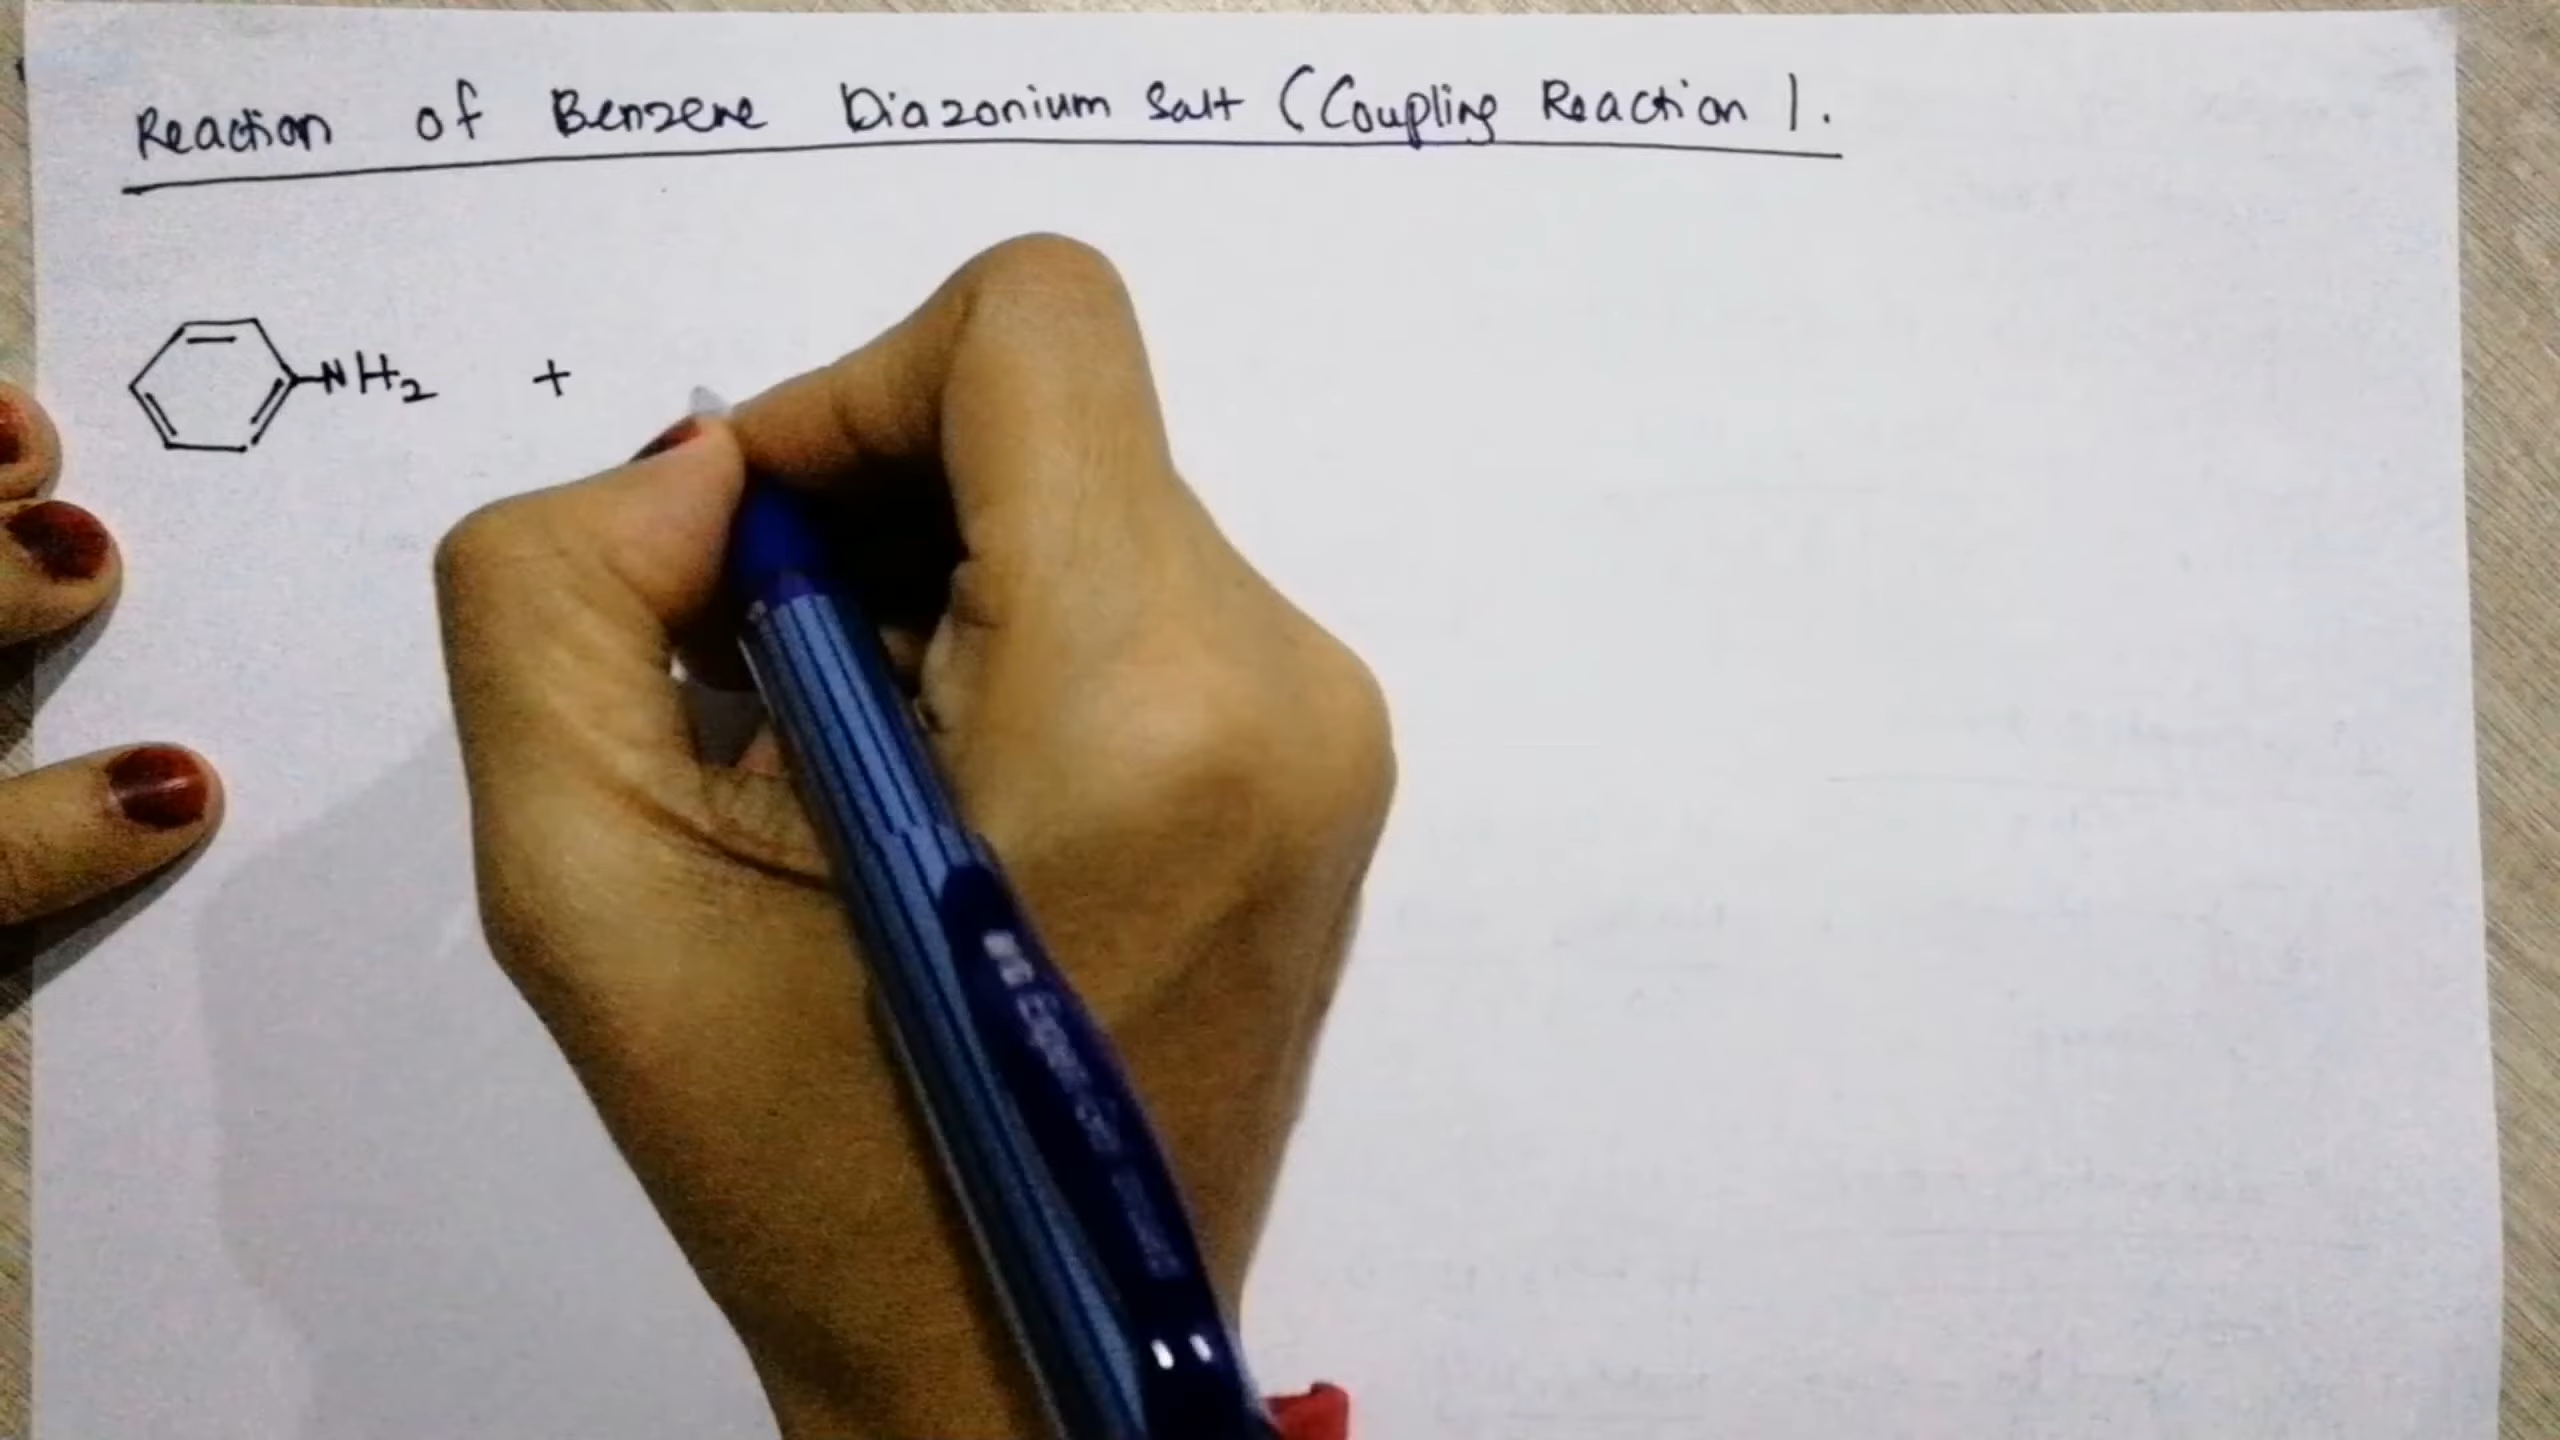 Reaction of Benzene Diazonium Salt (Coupling Reaction).
NH2 +